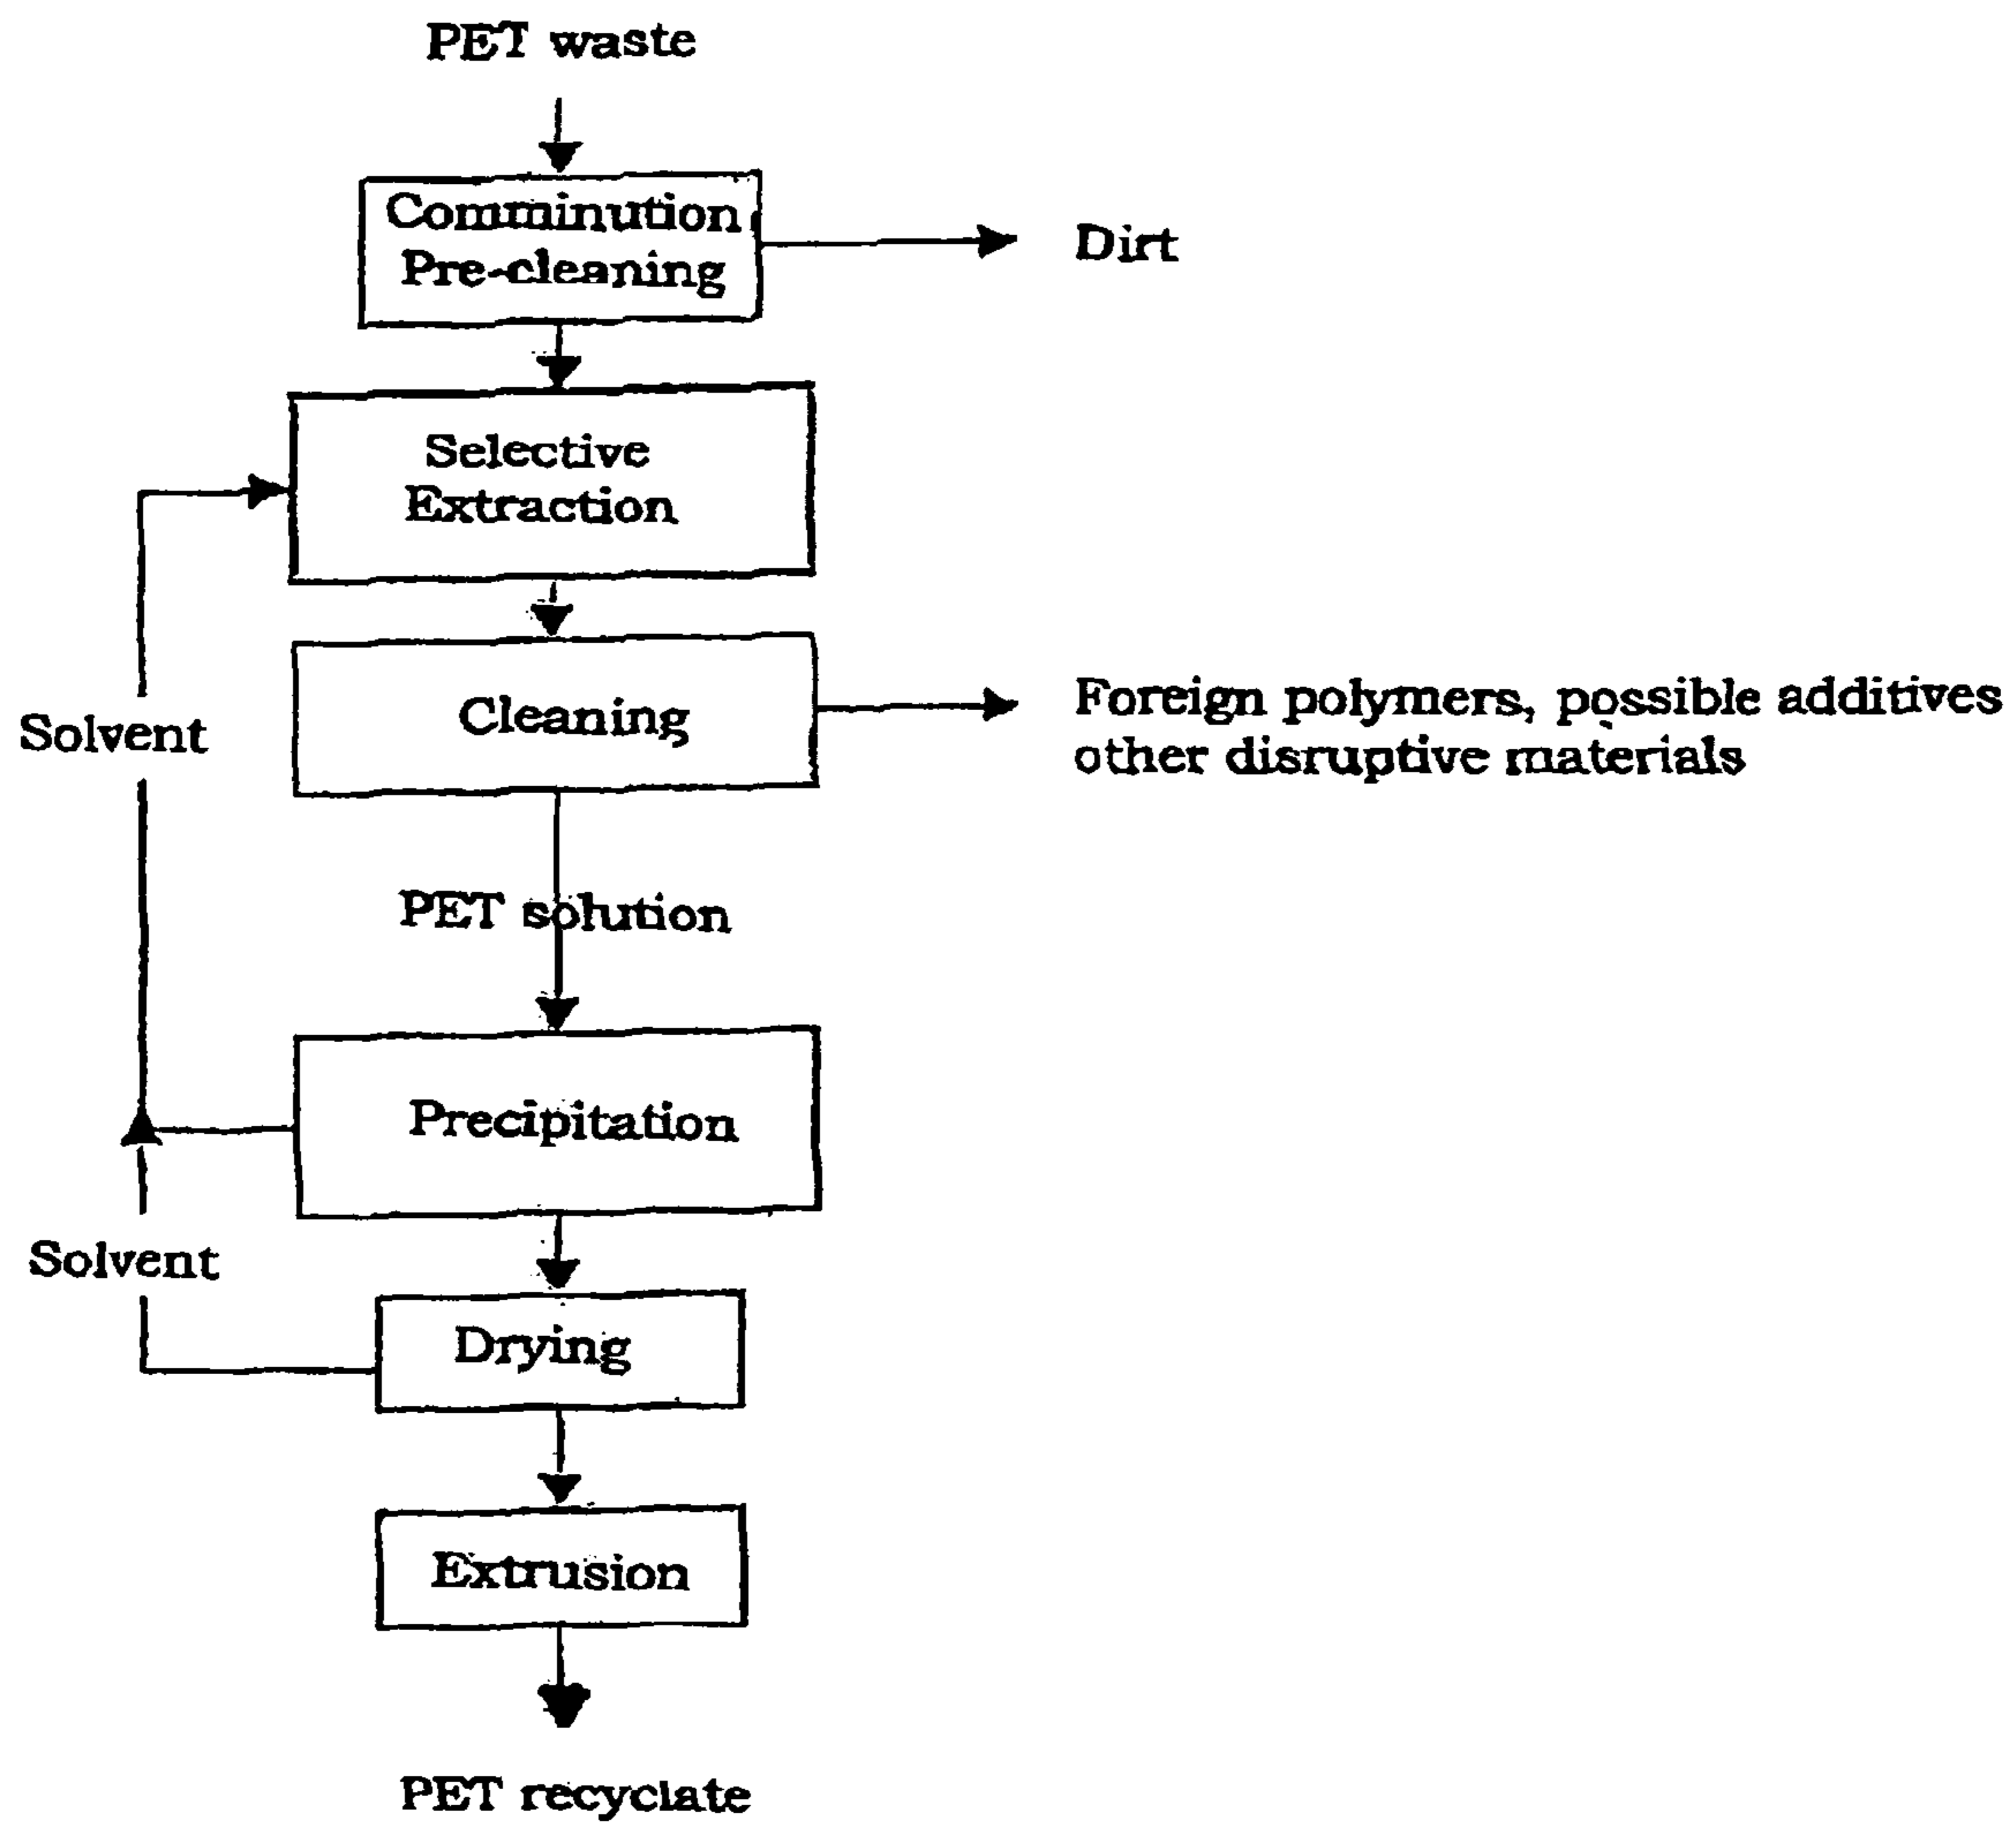 PET waste
Comminution
Pre-cleaning
Dirt
Selective
Extraction
Cleaning
Foreign polymers, possible additives
other disruptive materials
Solvent
PET solution
Precipitation
Solvent
Drying
Extrusion
PET recyclate